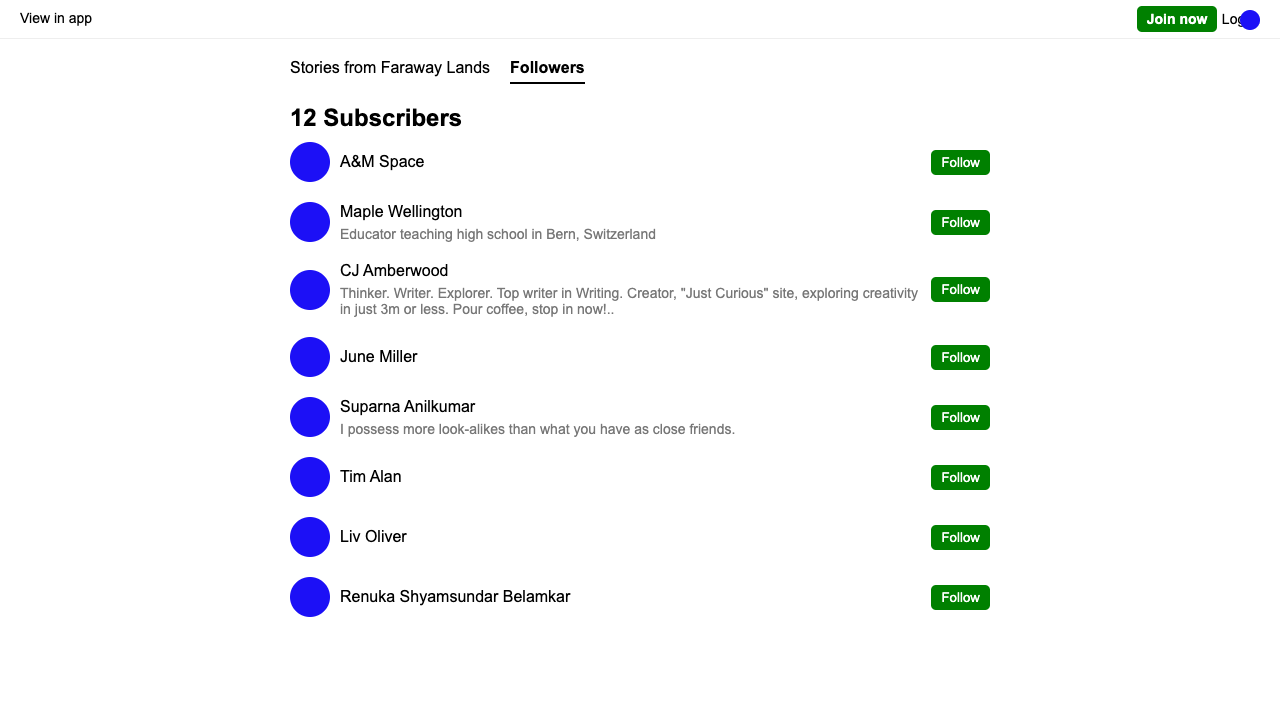 View in app
Join now
Stories from Faraway Lands
Followers
12 Subscribers
A&M Space
Follow
Maple Wellington
Educator teaching high school in Bern, Switzerland
Follow
CJ Amberwood
Thinker. Writer. Explorer. Top writer in Writing. Creator, "Just Curious" site, exploring creativity
in just 3m or less. Pour coffee, stop in now!..
Follow
June Miller
Follow
Suparna Anilkumar
I possess more look-alikes than what you have as close friends.
Follow
Tim Alan
Follow
Liv Oliver
Follow
Renuka Shyamsundar Belamkar
Follow